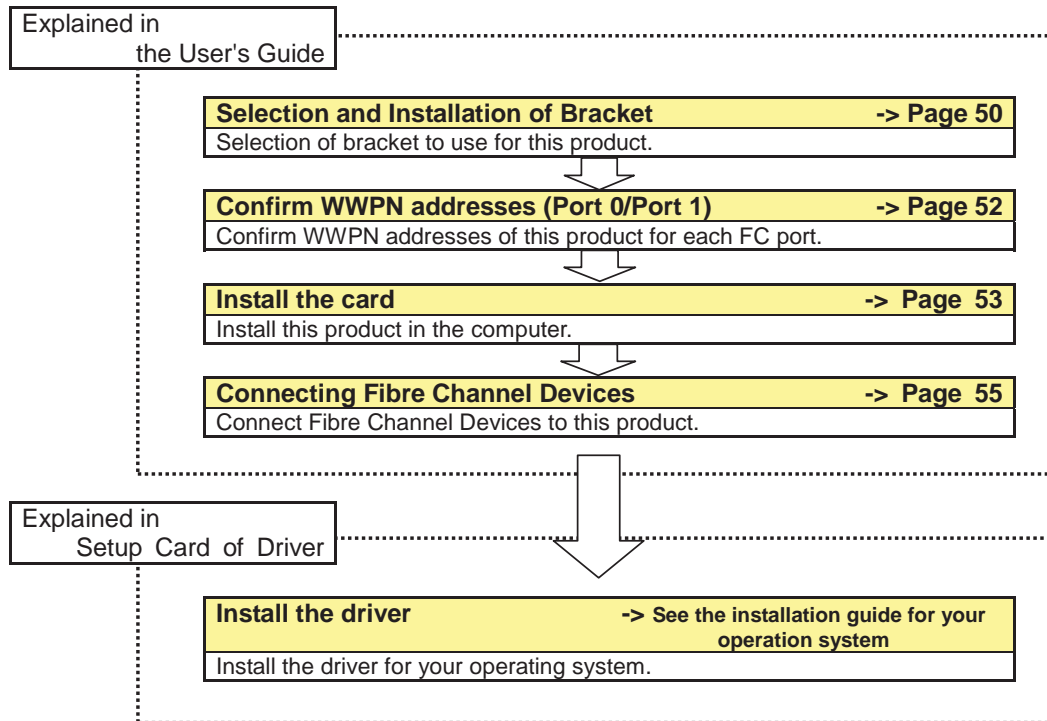 Explained in
the User's Guide
Selection and Installation of Bracket -> Page 50
Selection of bracket to use for this product.
Confirm WWPN addresses (Port 0/Port 1) -> Page 52
Confirm WWPN addresses of this product for each FC port.
Install the card -> Page 53
Install this product in the computer.
Connecting Fibre Channel Devices -> Page 55
Connect Fibre Channel Devices to this product.
Explained in
Setup Card of Driver
Install the driver -> See the installation guide for your
operation system
Install the driver for your operating system.